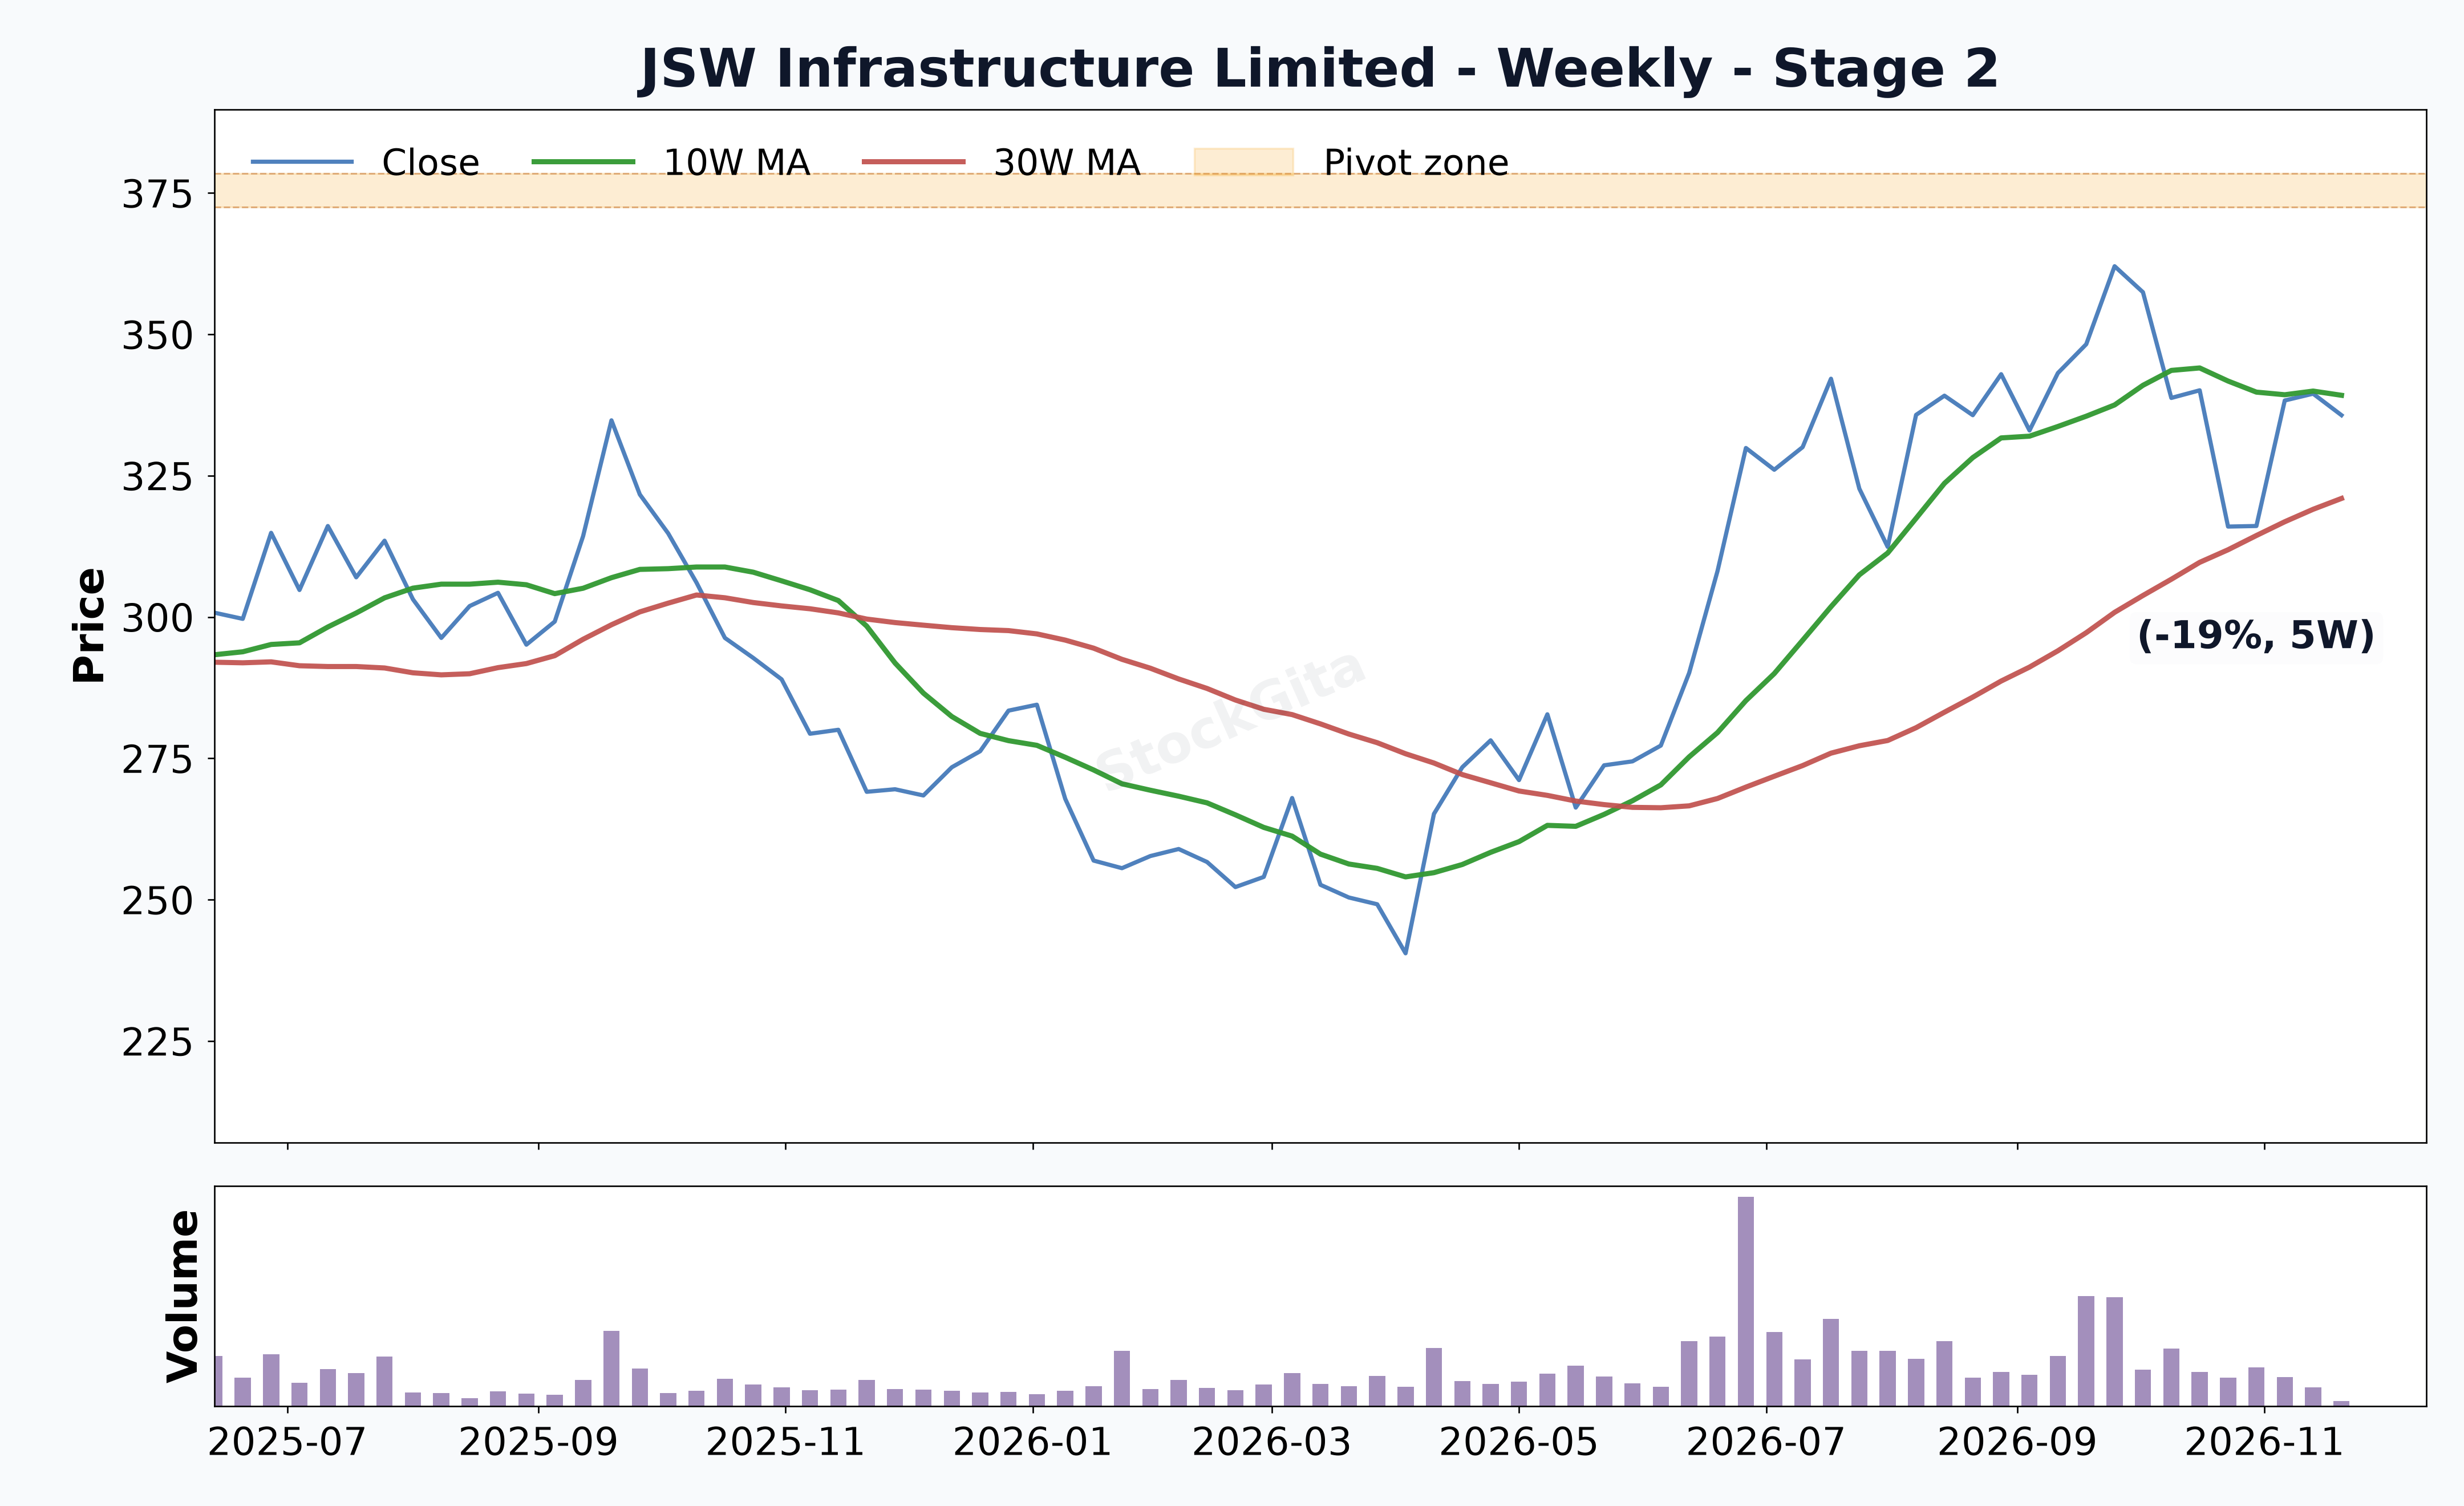 JSW Infrastructure Limited - Weekly - Stage 2
Close 10W MA 30W MA Pivot zone
375
350
325
300
275
250
225
Price
(-19%, 5W)
StockGita
Volume
2025-07 2025-09 2025-11 2026-01 2026-03 2026-05 2026-07 2026-09 2026-11